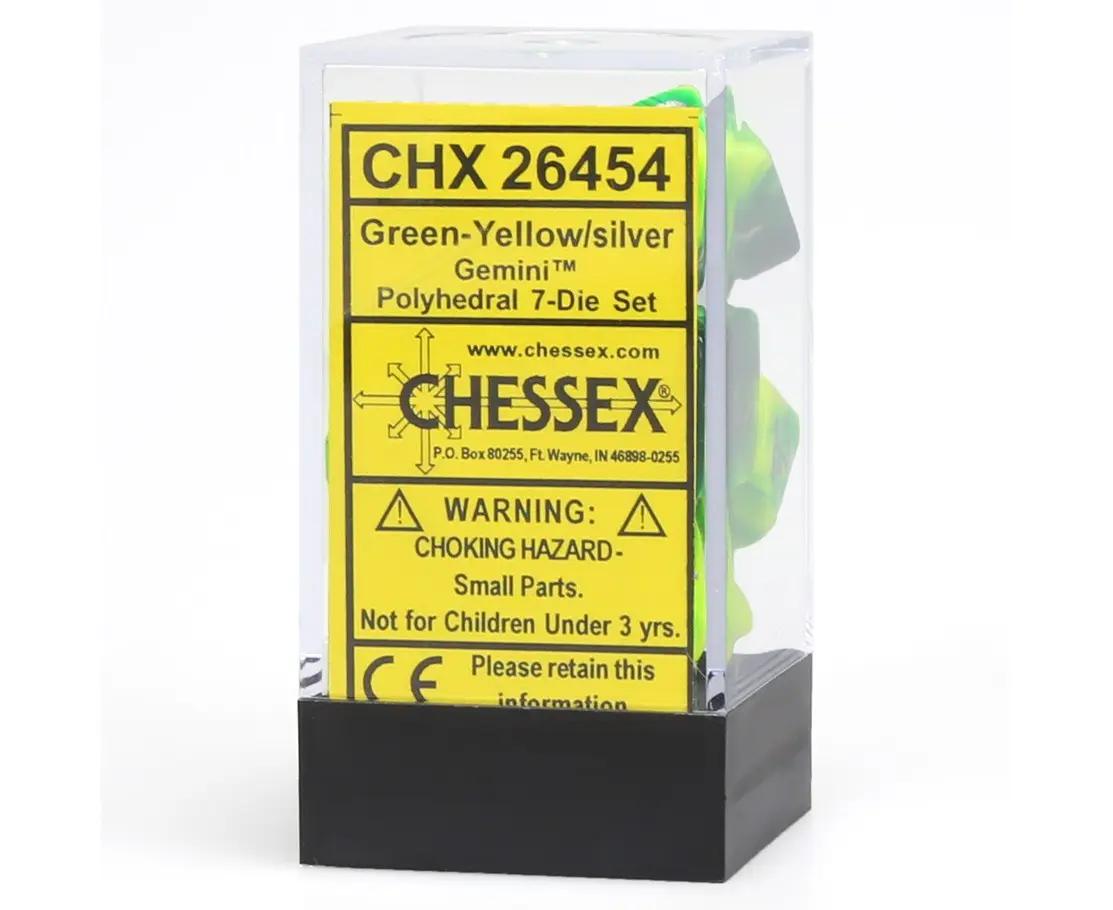 CHX 26454
Green-Yellow/silver
Gemini™
Polyhedral 7-Die Set
www.chessex.com
CHESSEX®
P.O. Box 80255, Ft. Wayne, IN 46898-0255
WARNING:
CHOKING HAZARD-
Small Parts.
Not for Children Under 3 yrs.
CE Please retain this
information